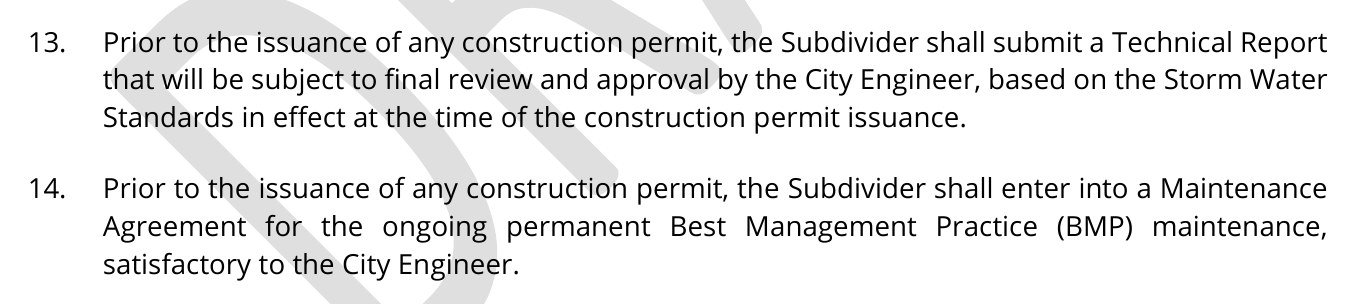 13. Prior to the issuance of any construction permit, the Subdivider shall submit a Technical Report
that will be subject to final review and approval by the City Engineer, based on the Storm Water
Standards in effect at the time of the construction permit issuance.
14. Prior to the issuance of any construction permit, the Subdivider shall enter into a Maintenance
Agreement for the ongoing permanent Best Management Practice (BMP) maintenance,
satisfactory to the City Engineer.